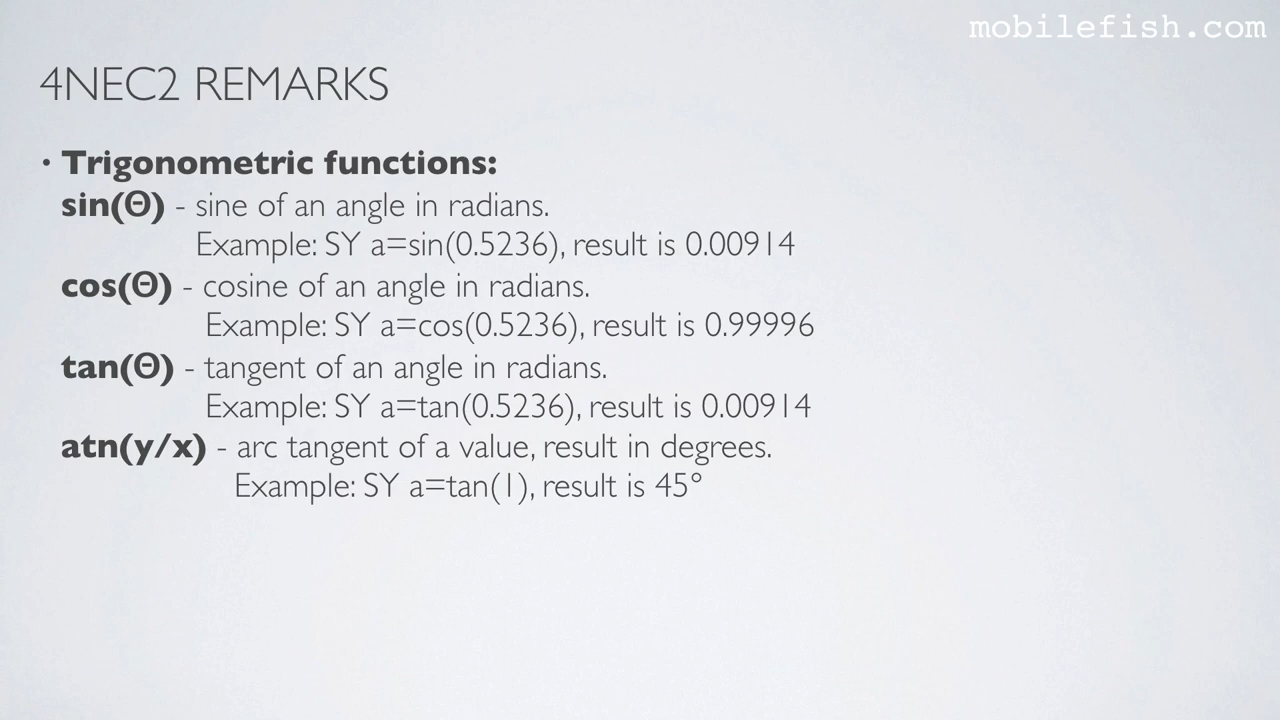 mobilefish.com
4NEC2 REMARKS
• Trigonometric functions:
sin(Θ) - sine of an angle in radians.
Example: SY a=sin(0.5236), result is 0.00914
cos(Θ) - cosine of an angle in radians.
Example: SY a=cos(0.5236), result is 0.99996
tan(Θ) - tangent of an angle in radians.
Example: SY a=tan(0.5236), result is 0.00914
atn(y/x) - arc tangent of a value, result in degrees.
Example: SY a=tan(1), result is 45º